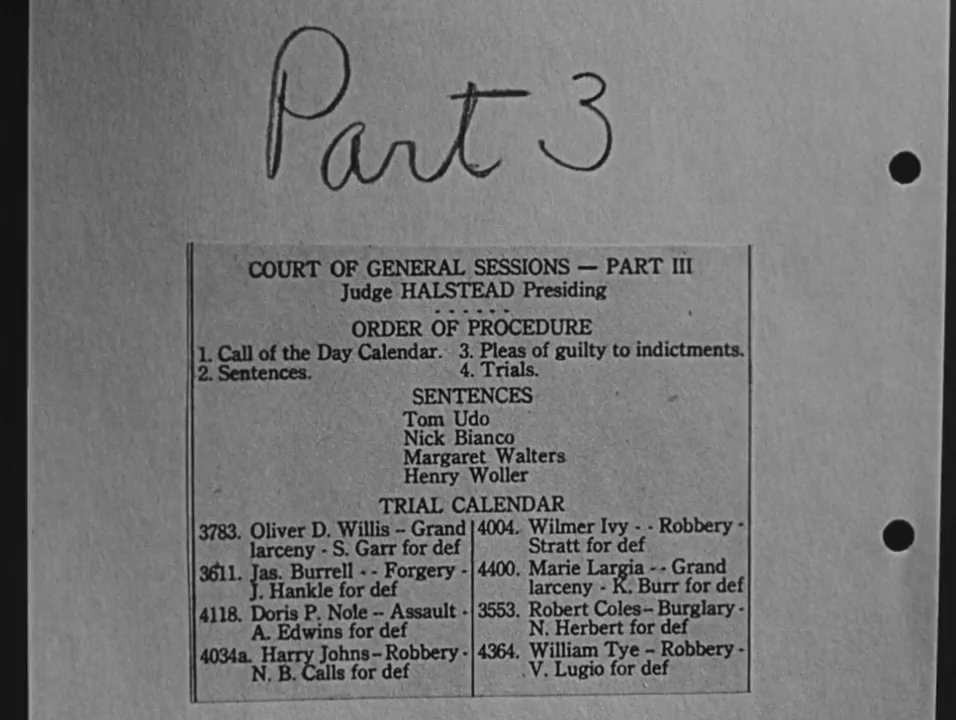 Part 3
COURT OF GENERAL SESSIONS — PART III
Judge HALSTEAD Presiding
- - - - - -
ORDER OF PROCEDURE
1. Call of the Day Calendar. 3. Pleas of guilty to indictments.
2. Sentences. 4. Trials.
SENTENCES
Tom Udo
Nick Bianco
Margaret Walters
Henry Woller
TRIAL CALENDAR
3783. Oliver D. Willis – Grand
larceny - S. Garr for def
3611. Jas. Burrell - - Forgery -
J. Hankle for def
4118. Doris P. Nole – Assault -
A. Edwins for def
4034a. Harry Johns – Robbery -
N. B. Calls for def
4004. Wilmer Ivy - - Robbery -
Stratt for def
4400. Marie Largia - - Grand
larceny - K. Burr for def
3553. Robert Coles – Burglary -
N. Herbert for def
4364. William Tye – Robbery -
V. Lugio for def